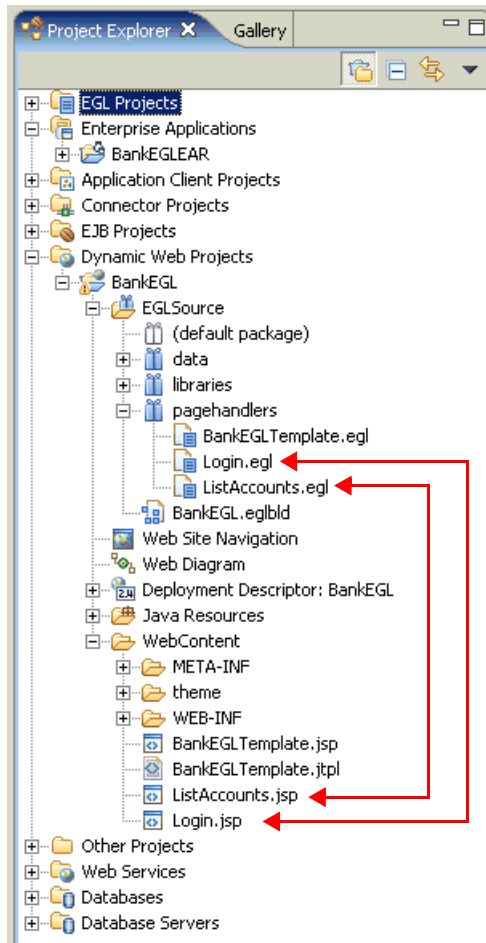 Project Explorer Gallery
EGL Projects
Enterprise Applications
BankEGLEAR
Application Client Projects
Connector Projects
EJB Projects
Dynamic Web Projects
BankEGL
EGLSource
(default package)
data
libraries
pagehandlers
BankEGLTemplate.egl
Login.egl
ListAccounts.egl
BankEGL.eglbld
Web Site Navigation
Web Diagram
2.4 Deployment Descriptor: BankEGL
Java Resources
WebContent
META-INF
theme
WEB-INF
BankEGLTemplate.jsp
BankEGLTemplate.jtpl
ListAccounts.jsp
Login.jsp
Other Projects
Web Services
Databases
Database Servers